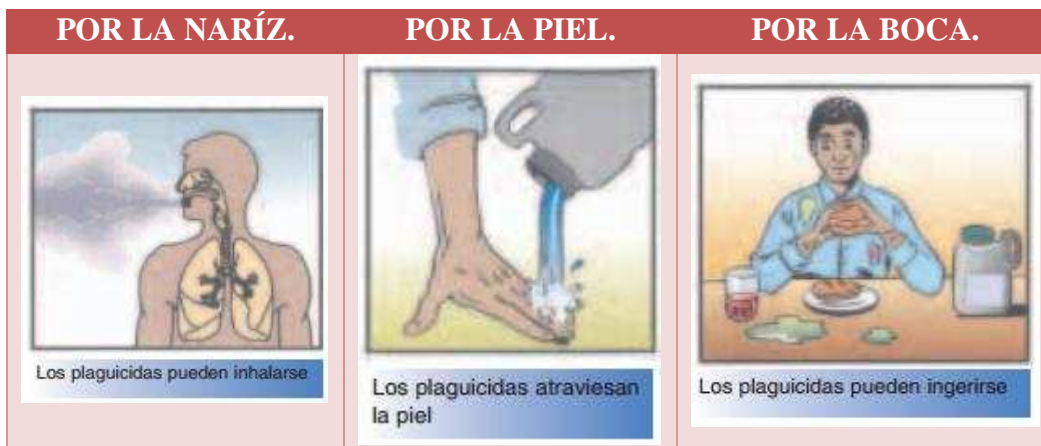 POR LA NARÍZ.
POR LA PIEL.
POR LA BOCA.
Los plaguicidas pueden inhalarse
Los plaguicidas atraviesan
la piel
Los plaguicidas pueden ingerirse